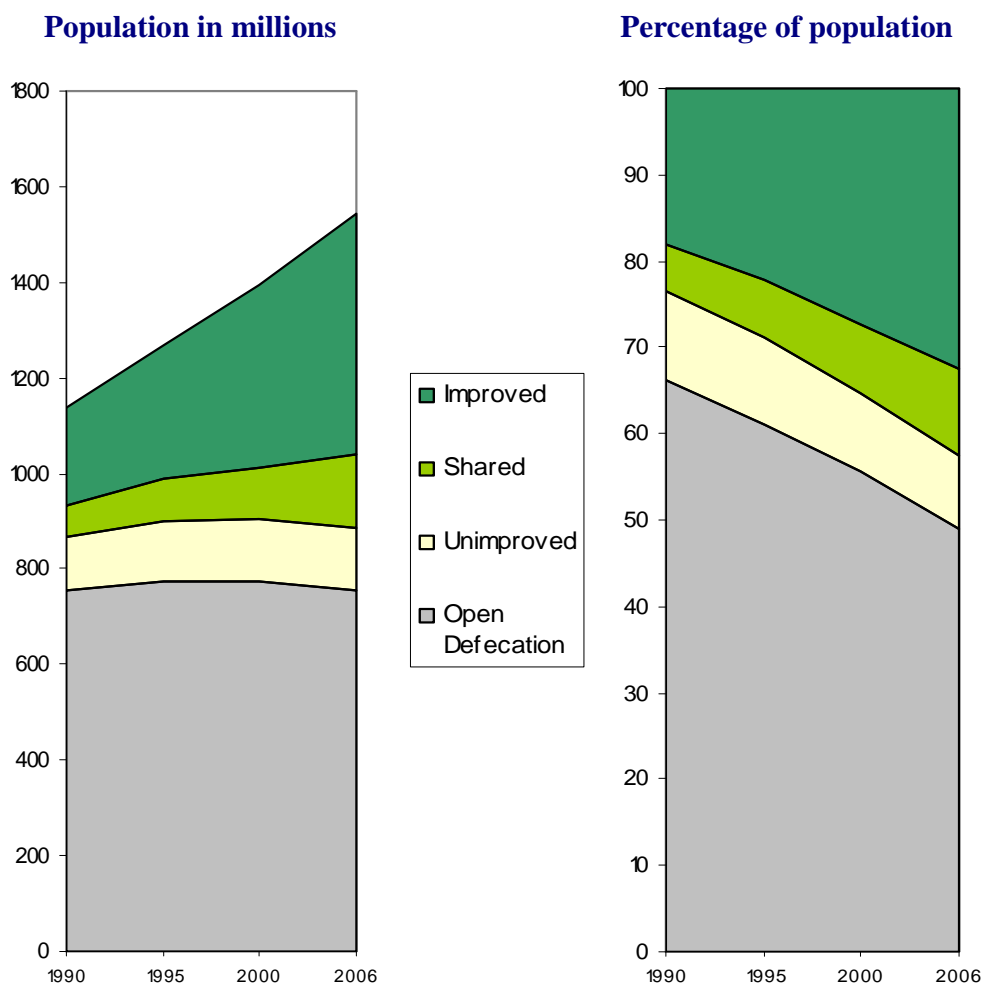 Population in millions
Percentage of population
1800
1600
1400
1200
1000
800
600
400
200
0
1990 1995 2000 2006
Improved
Shared
Unimproved
Open
Defecation
100
90
80
70
60
50
40
30
20
10
0
1990 1995 2000 2006